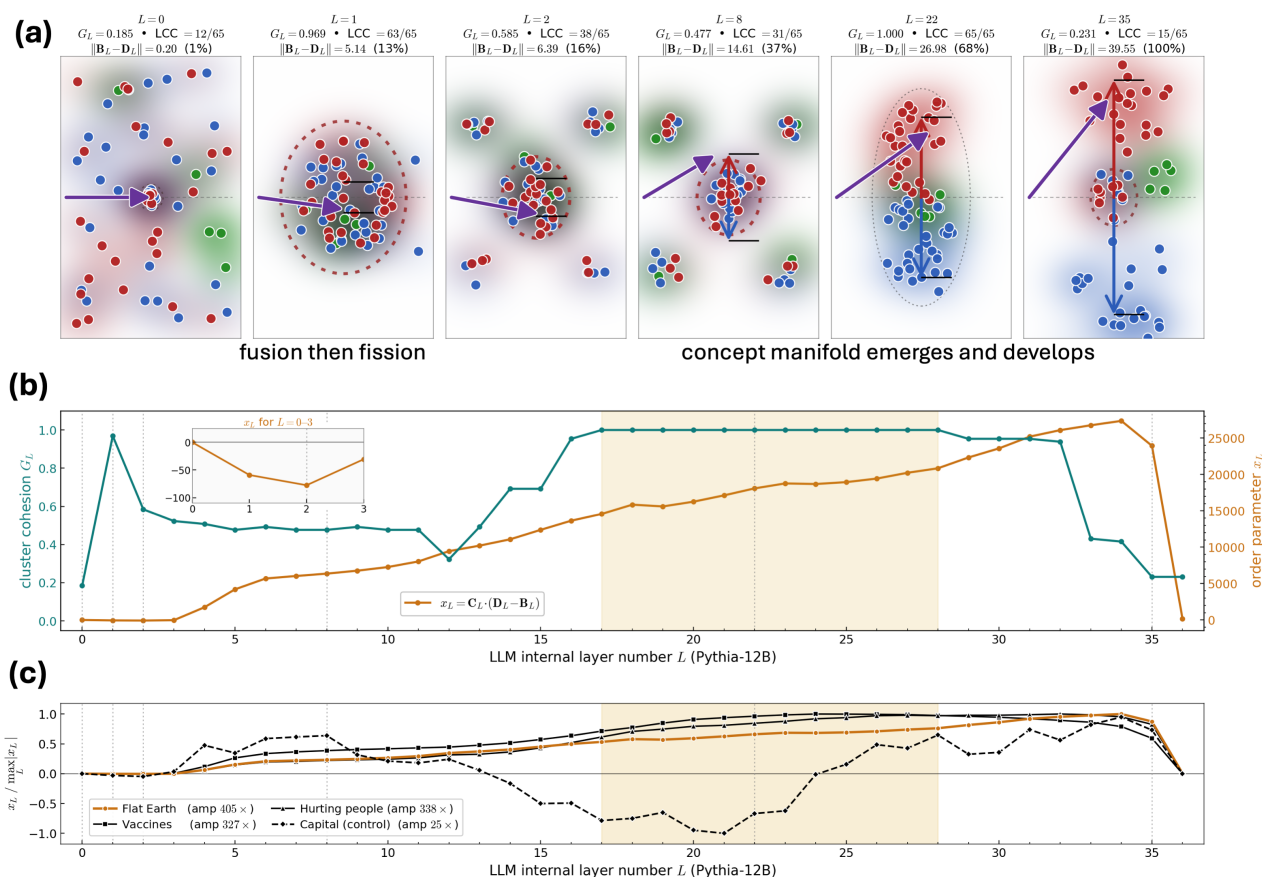 (a)
L = 0
G_L = 0.185 • LCC = 12/65
‖B_L−D_L‖ = 0.20 (1%)
L = 1
G_L = 0.969 • LCC = 63/65
‖B_L−D_L‖ = 5.14 (13%)
L = 2
G_L = 0.585 • LCC = 38/65
‖B_L−D_L‖ = 6.39 (16%)
L = 8
G_L = 0.477 • LCC = 31/65
‖B_L−D_L‖ = 14.61 (37%)
L = 22
G_L = 1.000 • LCC = 65/65
‖B_L−D_L‖ = 26.98 (68%)
L = 35
G_L = 0.231 • LCC = 15/65
‖B_L−D_L‖ = 39.55 (100%)
fusion then fission
concept manifold emerges and develops
(b)
cluster cohesion G_L
1.0
0.8
0.6
0.4
0.2
0.0
x_L for L = 0–3
0
−50
−100
0 1 2 3
x_L = C_L·(D_L−B_L)
25000
20000
15000
10000
5000
0
order parameter x_L
0 5 10 15 20 25 30 35
LLM internal layer number L (Pythia-12B)
(c)
x_L / max_L |x_L|
1.0
0.5
0.0
−0.5
−1.0
Flat Earth (amp 405×)
Vaccines (amp 327×)
Hurting people (amp 338×)
Capital (control) (amp 25×)
0 5 10 15 20 25 30 35
LLM internal layer number L (Pythia-12B)